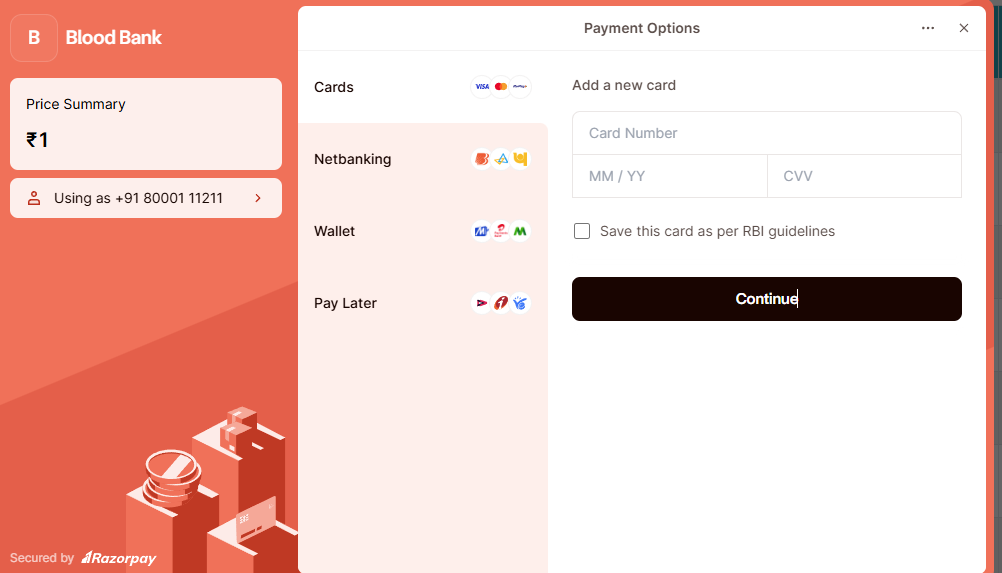 B
Blood Bank
Price Summary
₹1
Using as +91 80001 11211
Secured by Razorpay
Payment Options
Cards
VISA
Netbanking
Wallet
Pay Later
Add a new card
Card Number
MM / YY
CVV
Save this card as per RBI guidelines
Continue